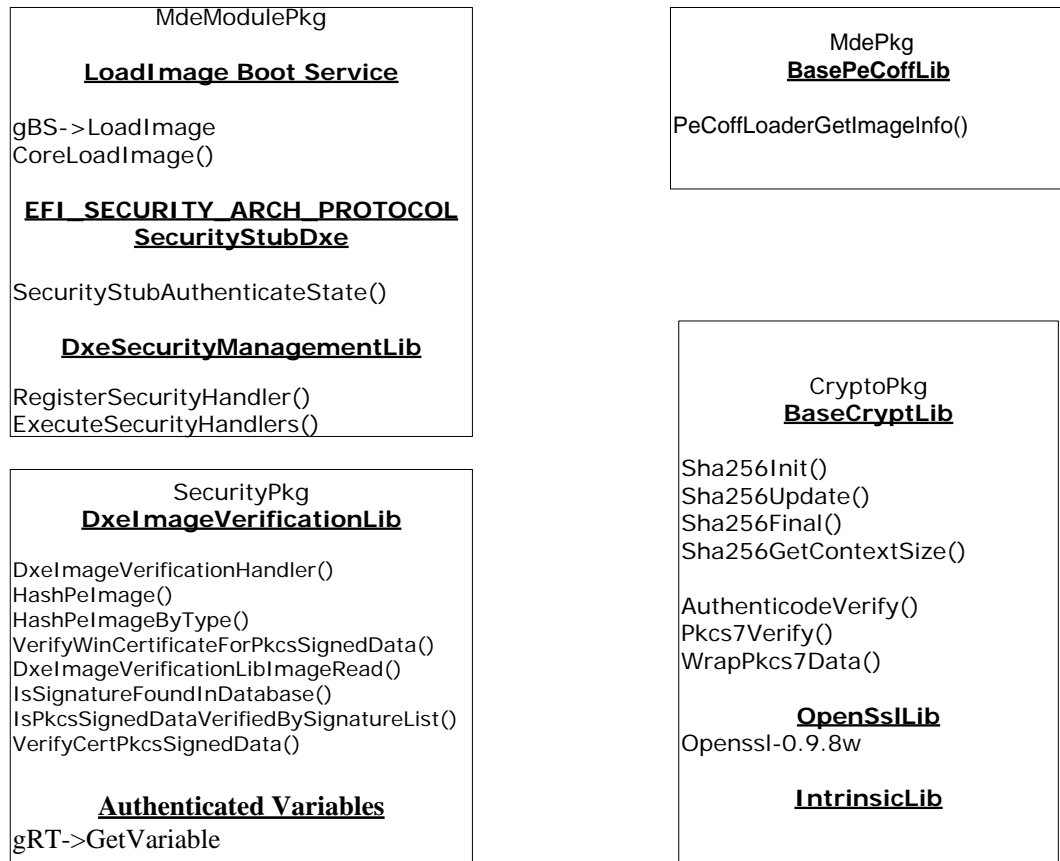 MdeModulePkg
LoadImage Boot Service
gBS->LoadImage
CoreLoadImage()
EFI_SECURITY_ARCH_PROTOCOL
SecurityStubDxe
SecurityStubAuthenticateState()
DxeSecurityManagementLib
RegisterSecurityHandler()
ExecuteSecurityHandlers()
SecurityPkg
DxeImageVerificationLib
DxeImageVerificationHandler()
HashPeImage()
HashPeImageByType()
VerifyWinCertificateForPkcsSignedData()
DxeImageVerificationLibImageRead()
IsSignatureFoundInDatabase()
IsPkcsSignedDataVerifiedBySignatureList()
VerifyCertPkcsSignedData()
Authenticated Variables
gRT->GetVariable
MdePkg
BasePeCoffLib
PeCoffLoaderGetImageInfo()
CryptoPkg
BaseCryptLib
Sha256Init()
Sha256Update()
Sha256Final()
Sha256GetContextSize()
AuthenticodeVerify()
Pkcs7Verify()
WrapPkcs7Data()
OpenSslLib
Openssl-0.9.8w
IntrinsicLib